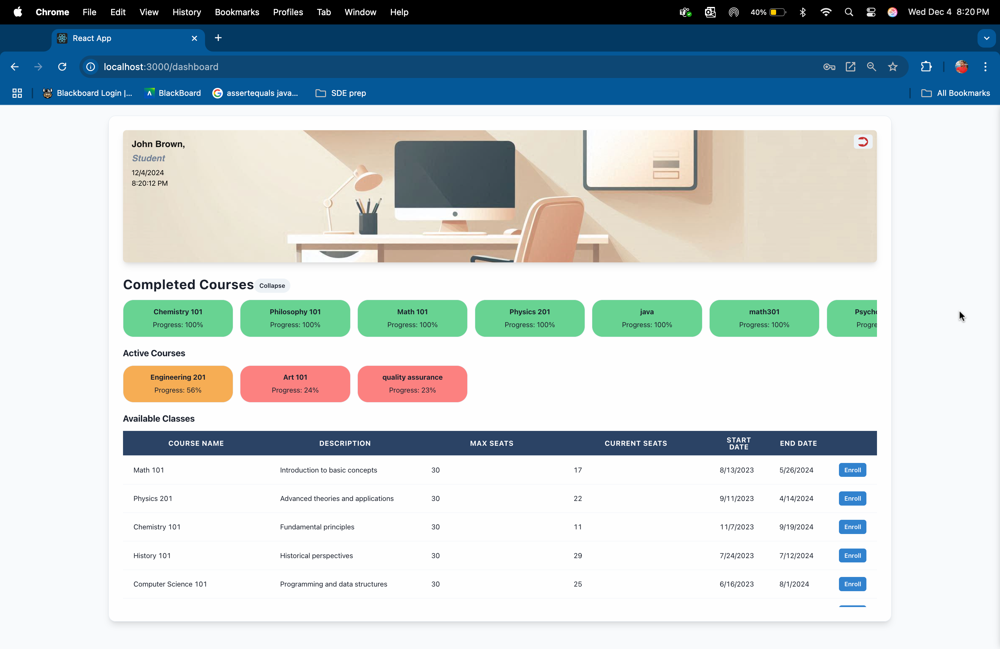 Chrome File Edit View History Bookmarks Profiles Tab Window Help 40% Wed Dec 4 8:20 PM
React App
localhost:3000/dashboard
Blackboard Login |... BlackBoard assertequals java... SDE prep All Bookmarks
John Brown,
Student
12/4/2024
8:20:12 PM
Completed Courses Collapse
Chemistry 101 Philosophy 101 Math 101 Physics 201 java math301
Progress: 100% Progress: 100% Progress: 100% Progress: 100% Progress: 100% Progress: 100%
Active Courses
Engineering 201 Art 101 quality assurance
Progress: 56% Progress: 24% Progress: 23%
Available Classes
COURSE NAME DESCRIPTION MAX SEATS CURRENT SEATS START DATE END DATE
Math 101 Introduction to basic concepts 30 17 8/13/2023 5/26/2024 Enroll
Physics 201 Advanced theories and applications 30 22 9/11/2023 4/14/2024 Enroll
Chemistry 101 Fundamental principles 30 11 11/7/2023 9/19/2024 Enroll
History 101 Historical perspectives 30 29 7/24/2023 7/12/2024 Enroll
Computer Science 101 Programming and data structures 30 25 6/16/2023 8/1/2024 Enroll